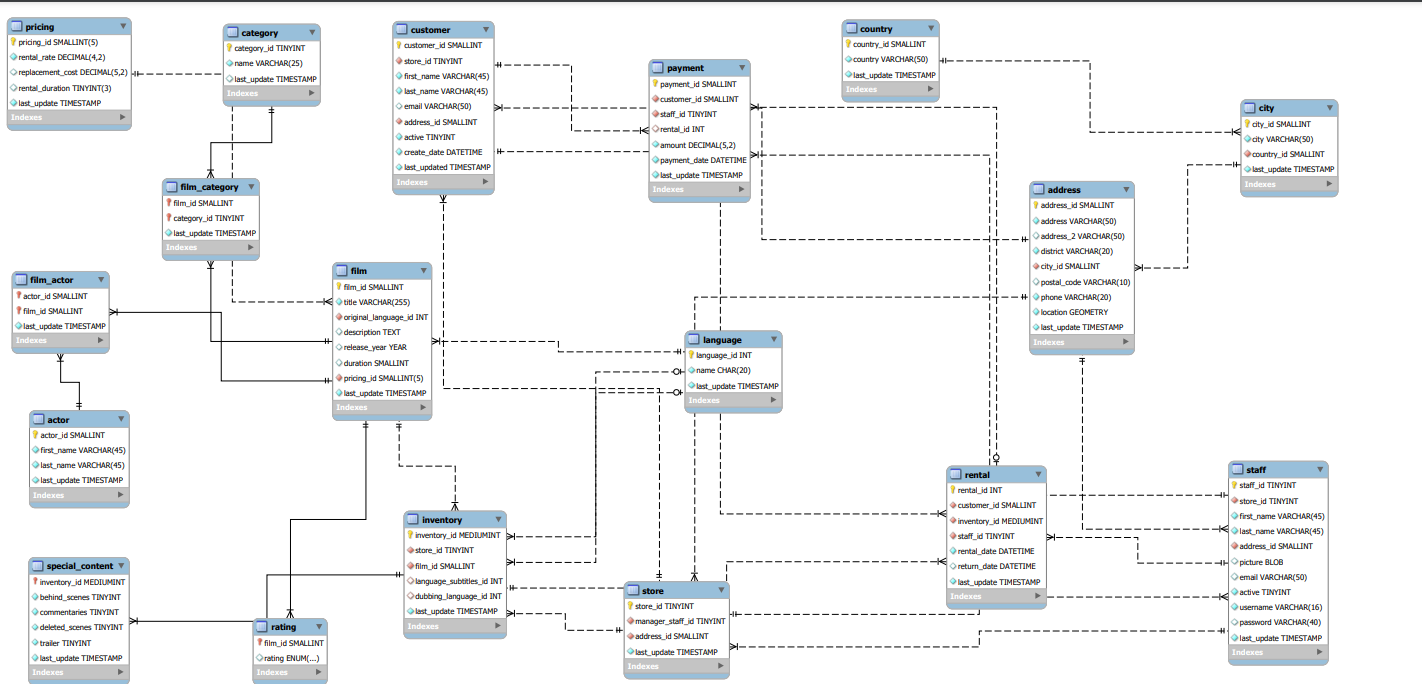 pricing
pricing_id SMALLINT(5)
rental_rate DECIMAL(4,2)
replacement_cost DECIMAL(5,2)
rental_duration TINYINT(3)
last_update TIMESTAMP
Indexes
category
category_id TINYINT
name VARCHAR(25)
last_update TIMESTAMP
Indexes
customer
customer_id SMALLINT
store_id TINYINT
first_name VARCHAR(45)
last_name VARCHAR(45)
email VARCHAR(50)
address_id SMALLINT
active TINYINT
create_date DATETIME
last_updated TIMESTAMP
Indexes
payment
payment_id SMALLINT
customer_id SMALLINT
staff_id TINYINT
rental_id INT
amount DECIMAL(5,2)
payment_date DATETIME
last_update TIMESTAMP
Indexes
country
country_id SMALLINT
country VARCHAR(50)
last_update TIMESTAMP
Indexes
city
city_id SMALLINT
city VARCHAR(50)
country_id SMALLINT
last_update TIMESTAMP
Indexes
film_category
film_id SMALLINT
category_id TINYINT
last_update TIMESTAMP
Indexes
address
address_id SMALLINT
address VARCHAR(50)
address_2 VARCHAR(50)
district VARCHAR(20)
city_id SMALLINT
postal_code VARCHAR(10)
phone VARCHAR(20)
location GEOMETRY
last_update TIMESTAMP
Indexes
film_actor
actor_id SMALLINT
film_id SMALLINT
last_update TIMESTAMP
Indexes
film
film_id SMALLINT
title VARCHAR(255)
original_language_id INT
description TEXT
release_year YEAR
duration SMALLINT
pricing_id SMALLINT(5)
last_update TIMESTAMP
Indexes
language
language_id INT
name CHAR(20)
last_update TIMESTAMP
Indexes
actor
actor_id SMALLINT
first_name VARCHAR(45)
last_name VARCHAR(45)
last_update TIMESTAMP
Indexes
rental
rental_id INT
customer_id SMALLINT
inventory_id MEDIUMINT
staff_id TINYINT
rental_date DATETIME
return_date DATETIME
last_update TIMESTAMP
Indexes
staff
staff_id TINYINT
store_id TINYINT
first_name VARCHAR(45)
last_name VARCHAR(45)
address_id SMALLINT
picture BLOB
email VARCHAR(50)
active TINYINT
username VARCHAR(16)
password VARCHAR(40)
last_update TIMESTAMP
Indexes
inventory
inventory_id MEDIUMINT
store_id TINYINT
film_id SMALLINT
language_subtitles_id INT
dubbing_language_id INT
last_update TIMESTAMP
Indexes
special_content
inventory_id MEDIUMINT
behind_scenes TINYINT
commentaries TINYINT
deleted_scenes TINYINT
trailer TINYINT
last_update TIMESTAMP
Indexes
rating
film_id SMALLINT
rating ENUM(...)
Indexes
store
store_id TINYINT
manager_staff_id TINYINT
address_id SMALLINT
last_update TIMESTAMP
Indexes